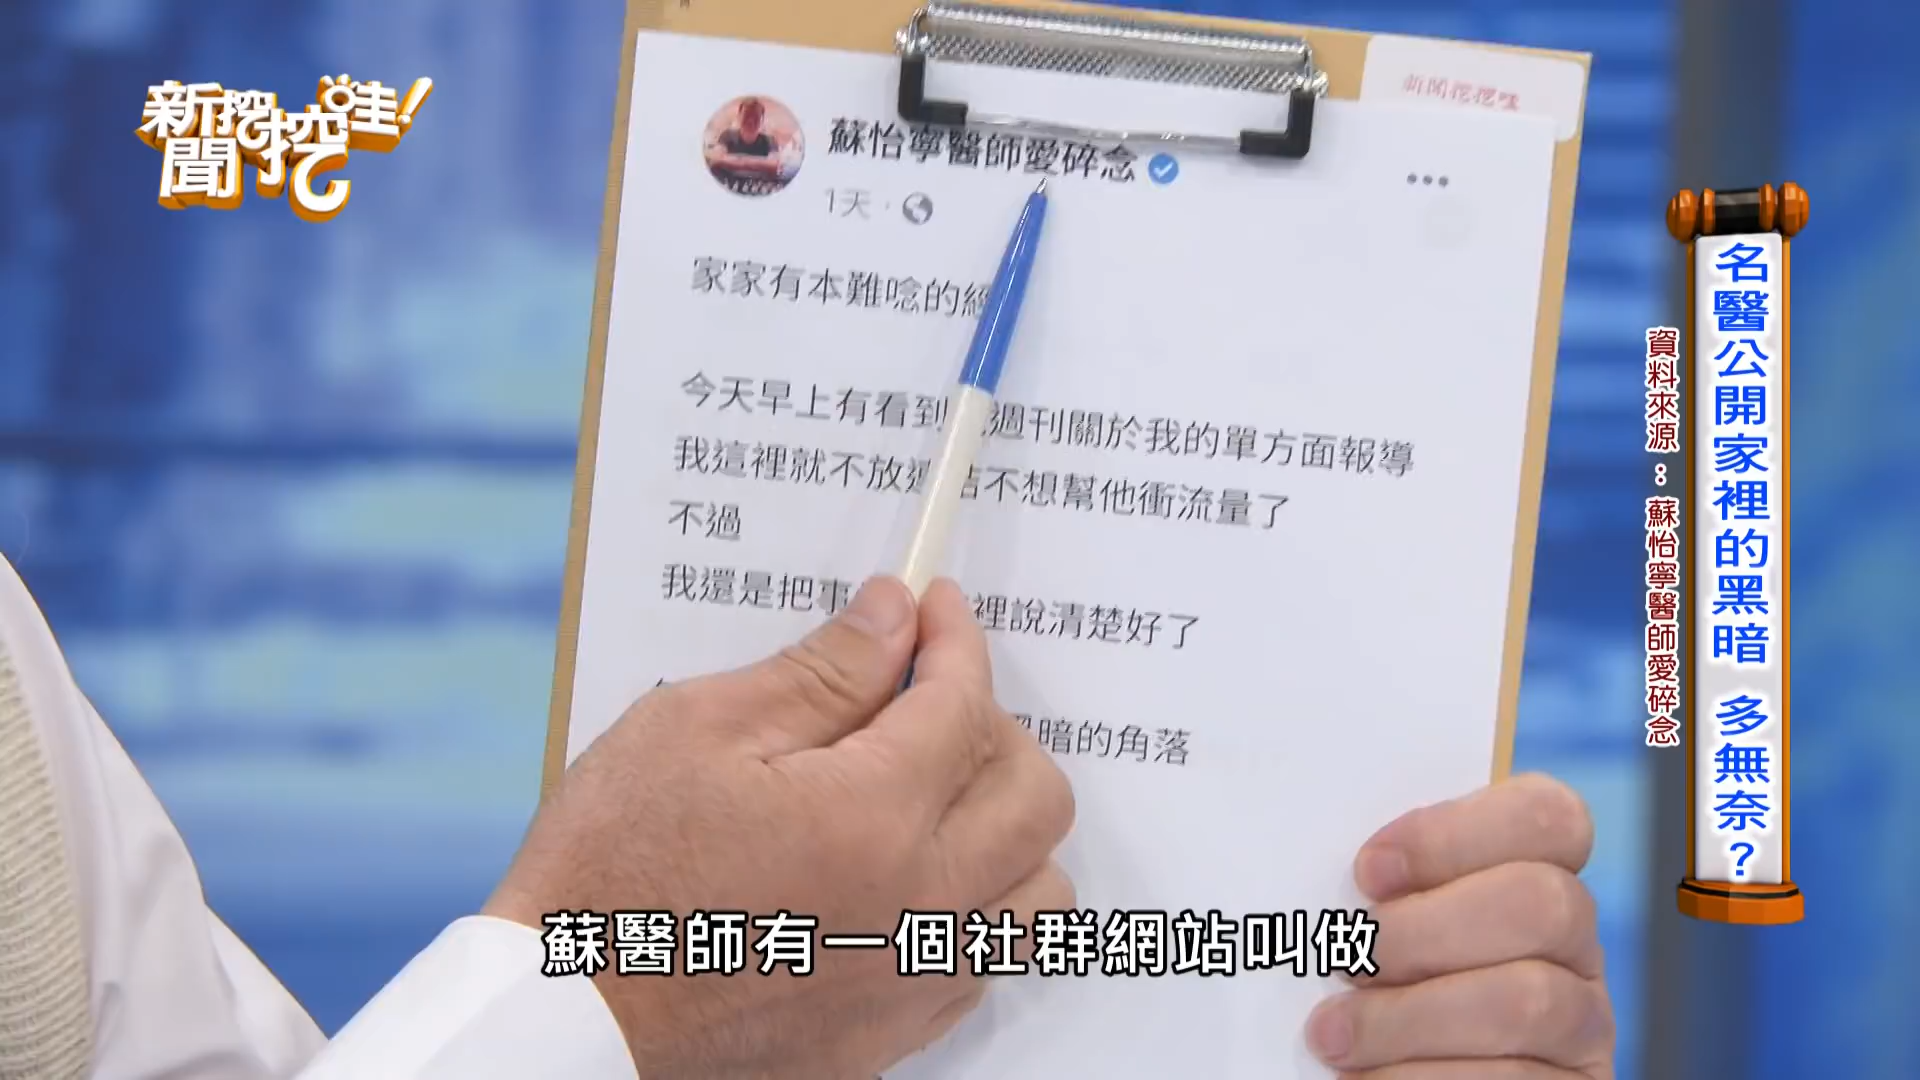 新聞挖挖哇!
新聞挖挖哇
蘇怡寧醫師愛碎念
1天
家家有本難唸的
今天早上有看到 週刊關於我的單方面報導
我這裡就不放 不想幫他衝流量了
不過
我還是把事 裡說清楚好了
暗的角落
名醫公開家裡的黑暗 多無奈?
資料來源:蘇怡寧醫師愛碎念
蘇醫師有一個社群網站叫做